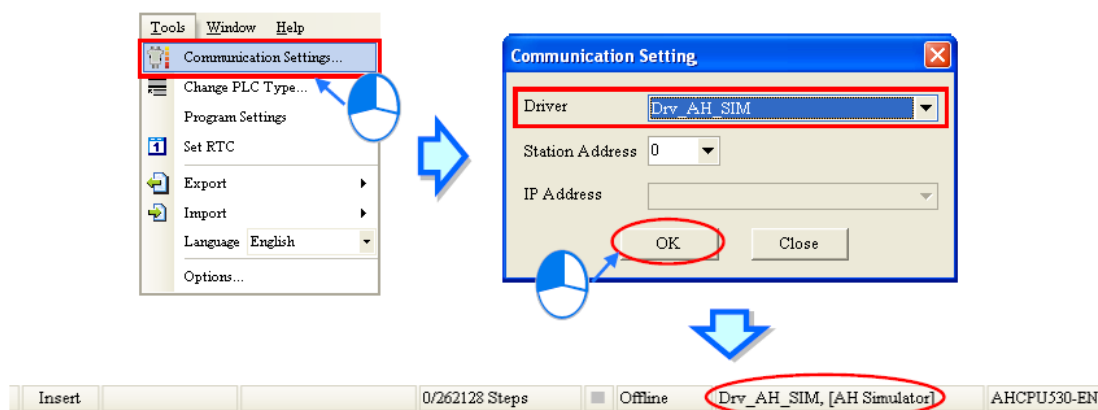 Tools Window Help
Communication Settings...
Change PLC Type...
Program Settings
1 Set RTC
Export
Import
Language English
Options...
Communication Setting
Driver Drv_AH_SIM
Station Address 0
IP Address
OK Close
Insert 0/262128 Steps Offline Drv_AH_SIM, [AH Simulator] AHCPU530-EN